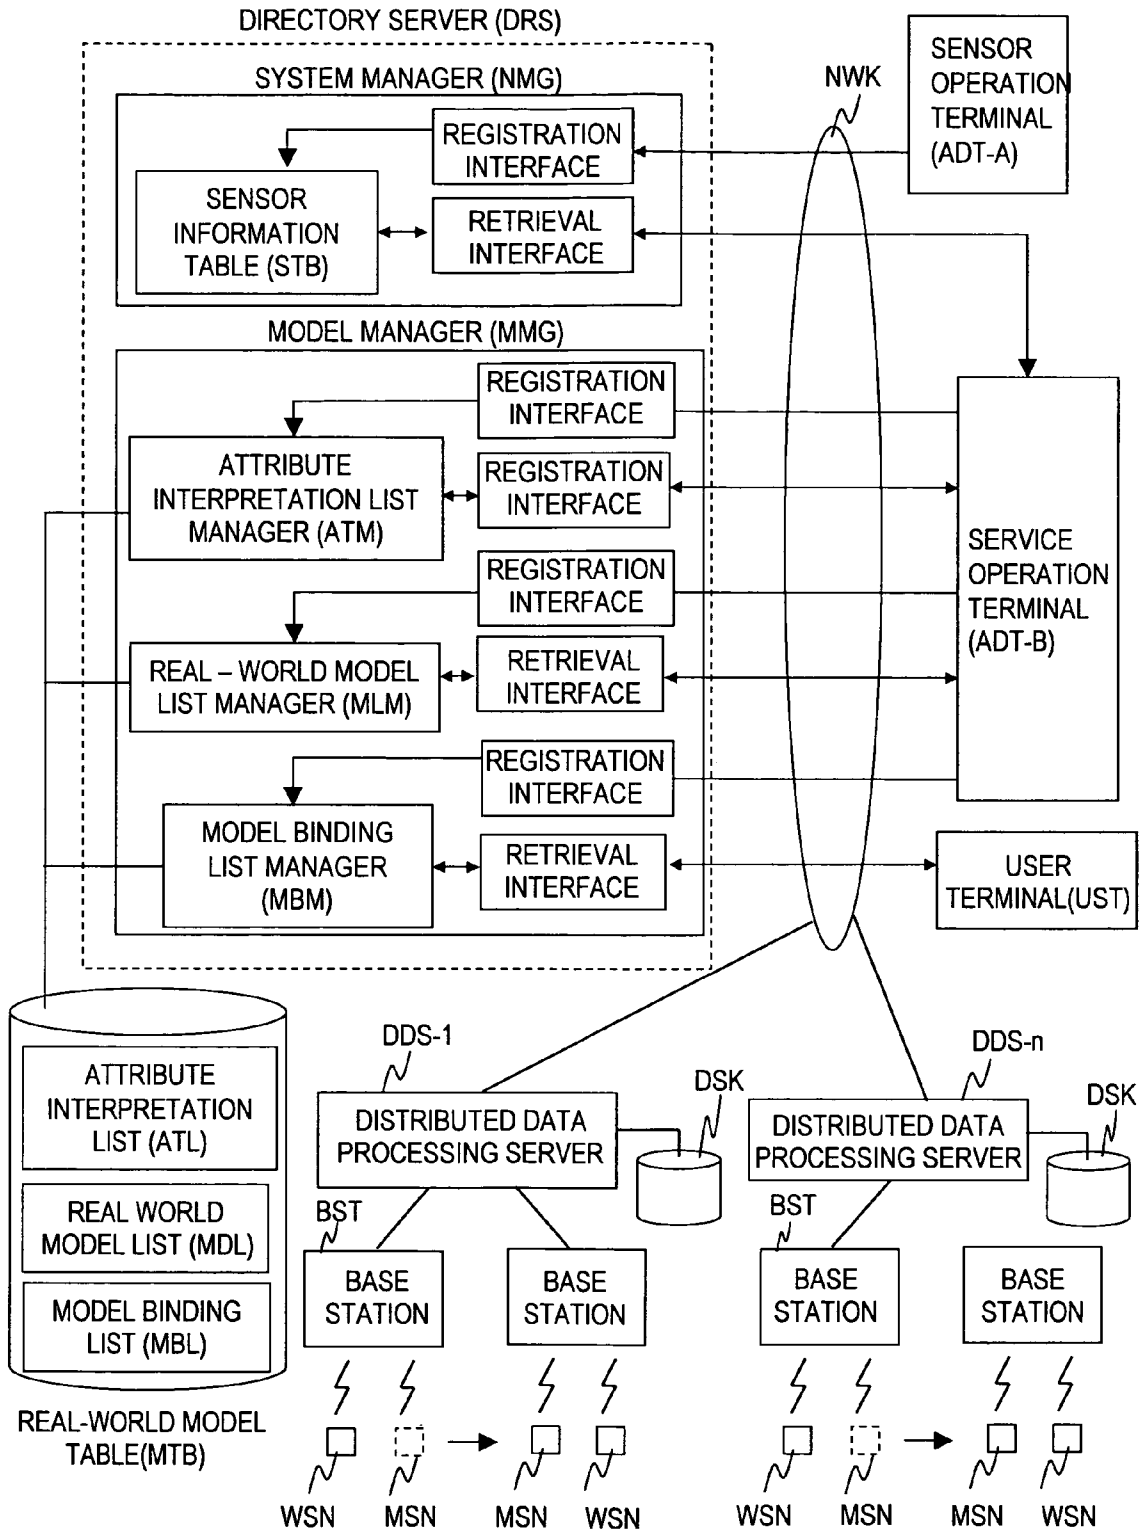 DIRECTORY SERVER (DRS)
SYSTEM MANAGER (NMG)
REGISTRATION
INTERFACE
SENSOR
INFORMATION
TABLE (STB)
RETRIEVAL
INTERFACE
NWK
SENSOR
OPERATION
TERMINAL
(ADT-A)
MODEL MANAGER (MMG)
REGISTRATION
INTERFACE
ATTRIBUTE
INTERPRETATION LIST
MANAGER (ATM)
REGISTRATION
INTERFACE
REGISTRATION
INTERFACE
REAL – WORLD MODEL
LIST MANAGER (MLM)
RETRIEVAL
INTERFACE
REGISTRATION
INTERFACE
MODEL BINDING
LIST MANAGER
(MBM)
RETRIEVAL
INTERFACE
SERVICE
OPERATION
TERMINAL
(ADT-B)
USER
TERMINAL(UST)
ATTRIBUTE
INTERPRETATION
LIST (ATL)
REAL WORLD
MODEL LIST (MDL)
MODEL BINDING
LIST (MBL)
REAL-WORLD MODEL
TABLE(MTB)
DDS-1
DISTRIBUTED DATA
PROCESSING SERVER
DSK
DDS-n
DISTRIBUTED DATA
PROCESSING SERVER
DSK
BST
BASE
STATION
BASE
STATION
BST
BASE
STATION
BASE
STATION
WSN
MSN
MSN
WSN
WSN
MSN
MSN
WSN